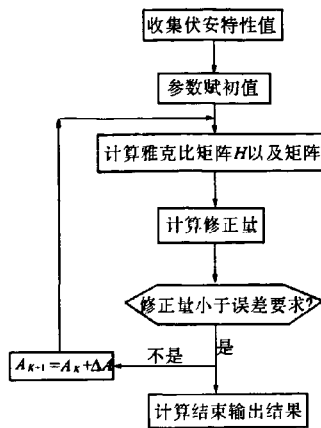 收集伏安特性值
参数赋初值
计算雅克比矩阵H以及矩阵
计算修正量
修正量小于误差要求?
不是
是
A_{K+1}=A_K+ΔA
计算结束输出结果